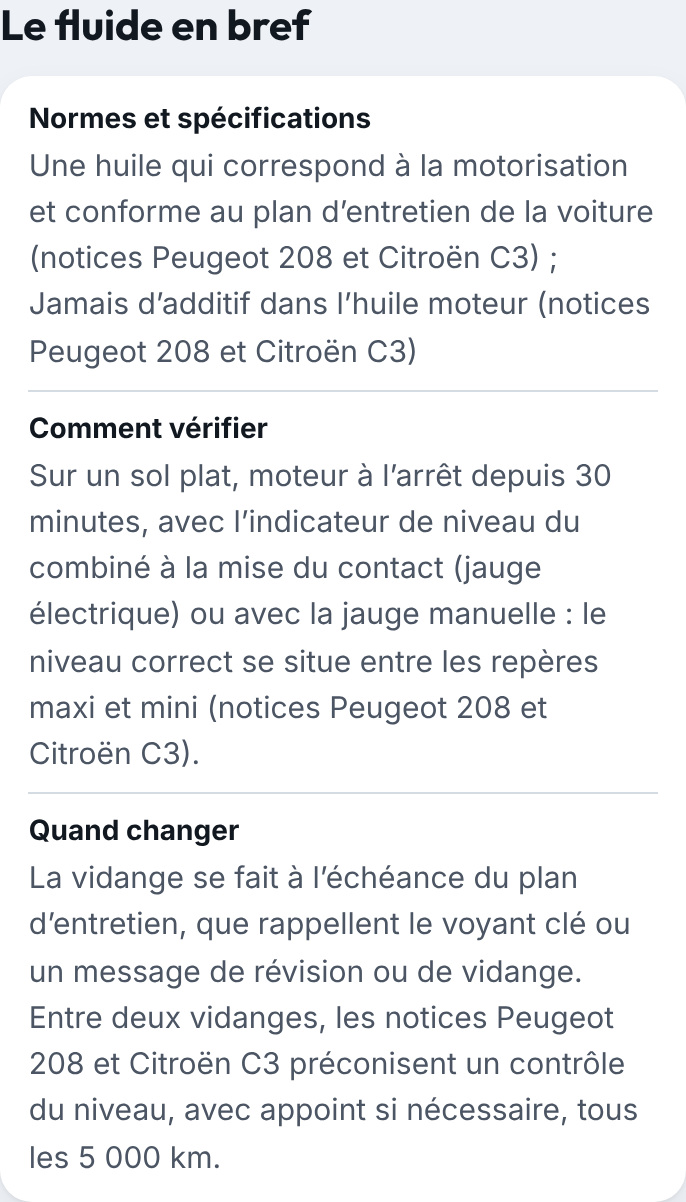 Le fluide en bref
Normes et spécifications
Une huile qui correspond à la motorisation
et conforme au plan d’entretien de la voiture
(notices Peugeot 208 et Citroën C3) ;
Jamais d’additif dans l’huile moteur (notices
Peugeot 208 et Citroën C3)
Comment vérifier
Sur un sol plat, moteur à l’arrêt depuis 30
minutes, avec l’indicateur de niveau du
combiné à la mise du contact (jauge
électrique) ou avec la jauge manuelle : le
niveau correct se situe entre les repères
maxi et mini (notices Peugeot 208 et
Citroën C3).
Quand changer
La vidange se fait à l’échéance du plan
d’entretien, que rappellent le voyant clé ou
un message de révision ou de vidange.
Entre deux vidanges, les notices Peugeot
208 et Citroën C3 préconisent un contrôle
du niveau, avec appoint si nécessaire, tous
les 5 000 km.